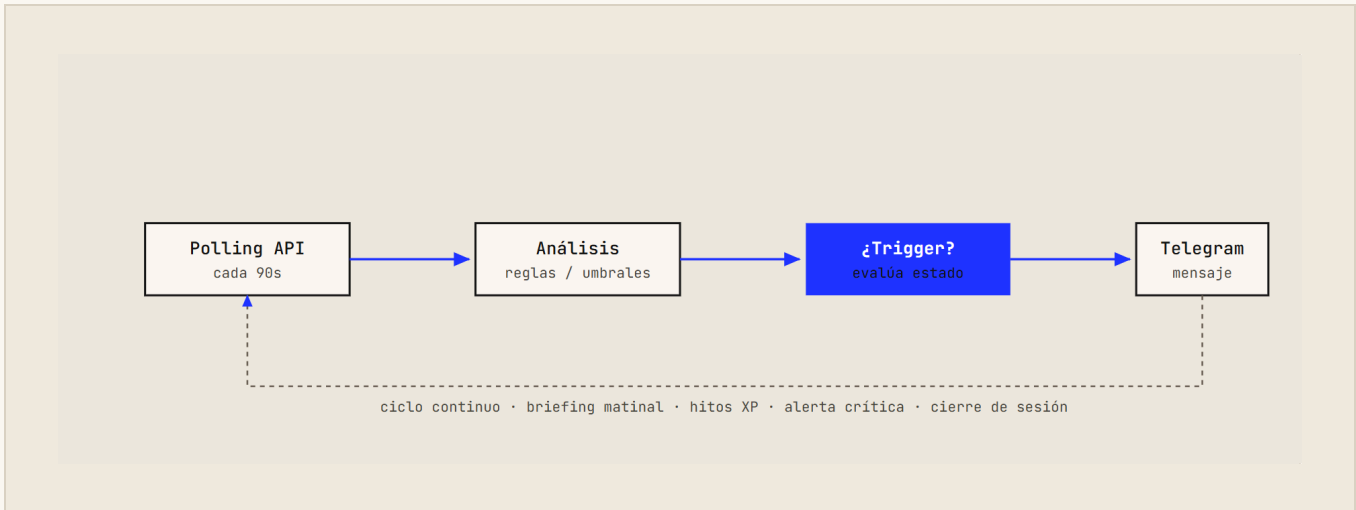 Polling API
cada 90s
Análisis
reglas / umbrales
¿Trigger?
evalúa estado
Telegram
mensaje
ciclo continuo · briefing matinal · hitos XP · alerta crítica · cierre de sesión